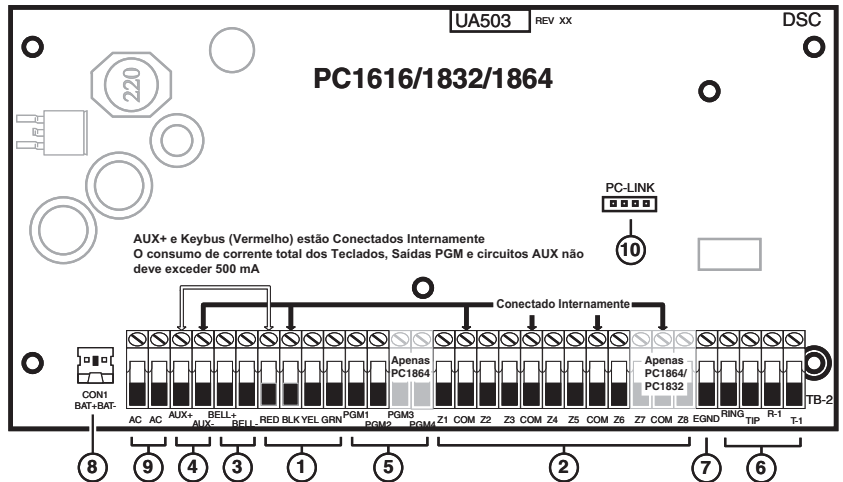 UA503 REV XX DSC
220
PC1616/1832/1864
PC-LINK
10
AUX+ e Keybus (Vermelho) estão Conectados Internamente
O consumo de corrente total dos Teclados, Saídas PGM e circuitos AUX não
deve exceder 500 mA
Conectado Internamente
Apenas
PC1864
Apenas
PC1864/
PC1832
CON1
BAT+BAT-
TB-2
AC AC AUX+ AUX- BELL+ BELL- RED BLK YEL GRN PGM1 PGM2 PGM3 PGM4 Z1 COM Z2 Z3 COM Z4 Z5 COM Z6 Z7 COM Z8 EGND RING TIP R-1 T-1
8 9 4 3 1 5 2 7 6